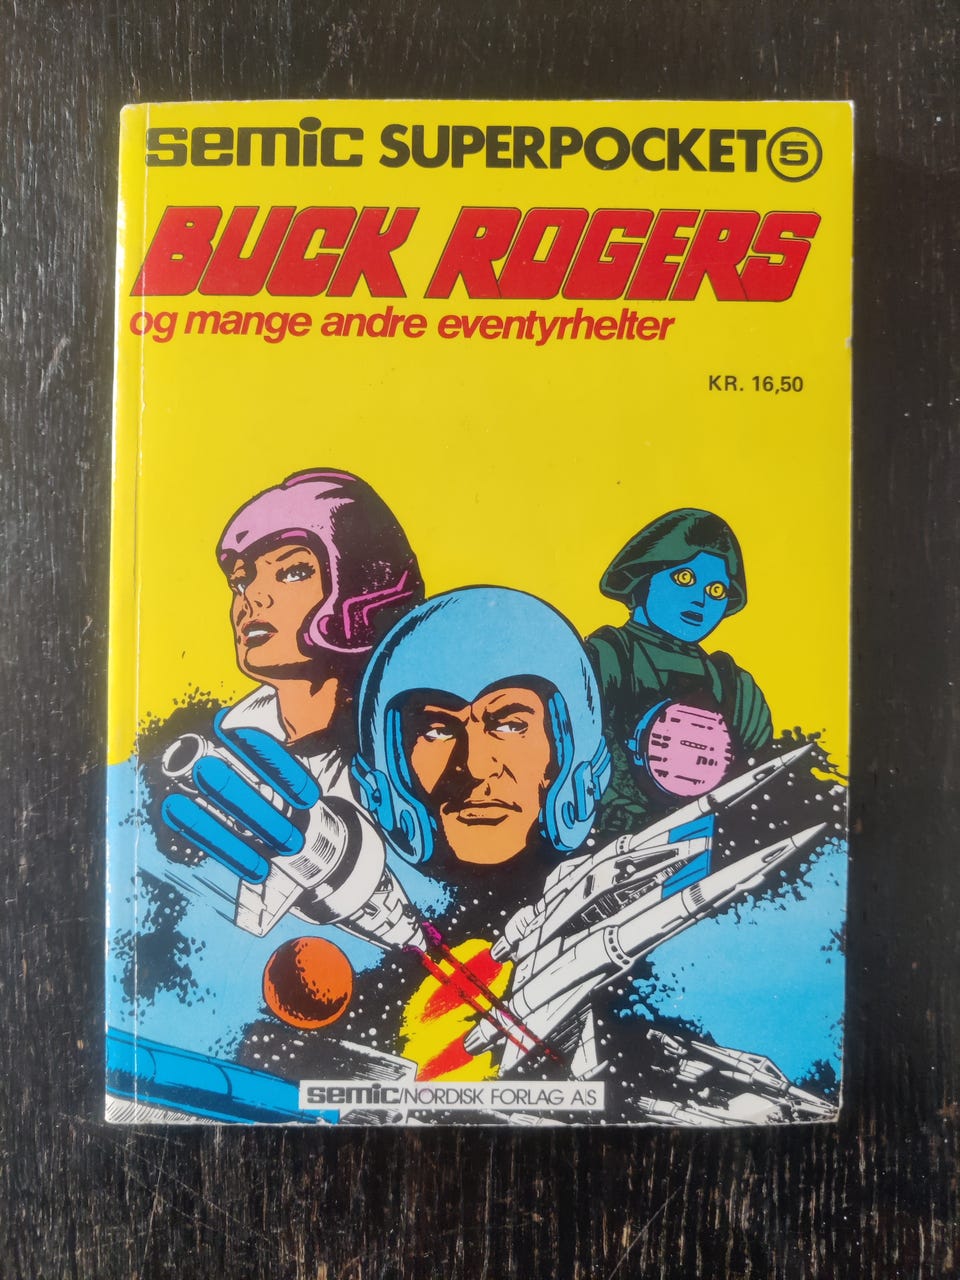 semic SUPERPOCKET 5
BUCK ROGERS
og mange andre eventyrhelter
KR. 16,50
semic/NORDISK FORLAG A/S